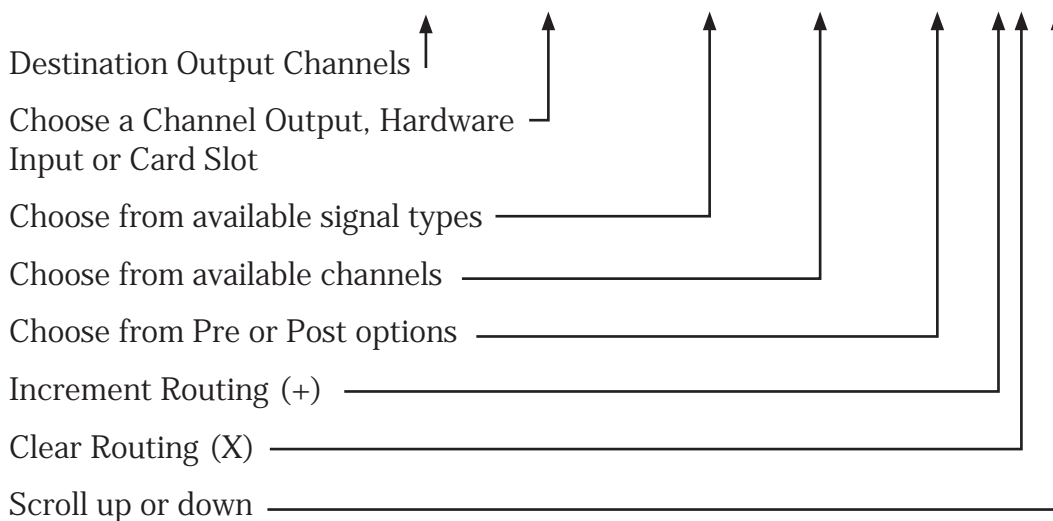 Destination Output Channels
Choose a Channel Output, Hardware
Input or Card Slot
Choose from available signal types
Choose from available channels
Choose from Pre or Post options
Increment Routing (+)
Clear Routing (X)
Scroll up or down